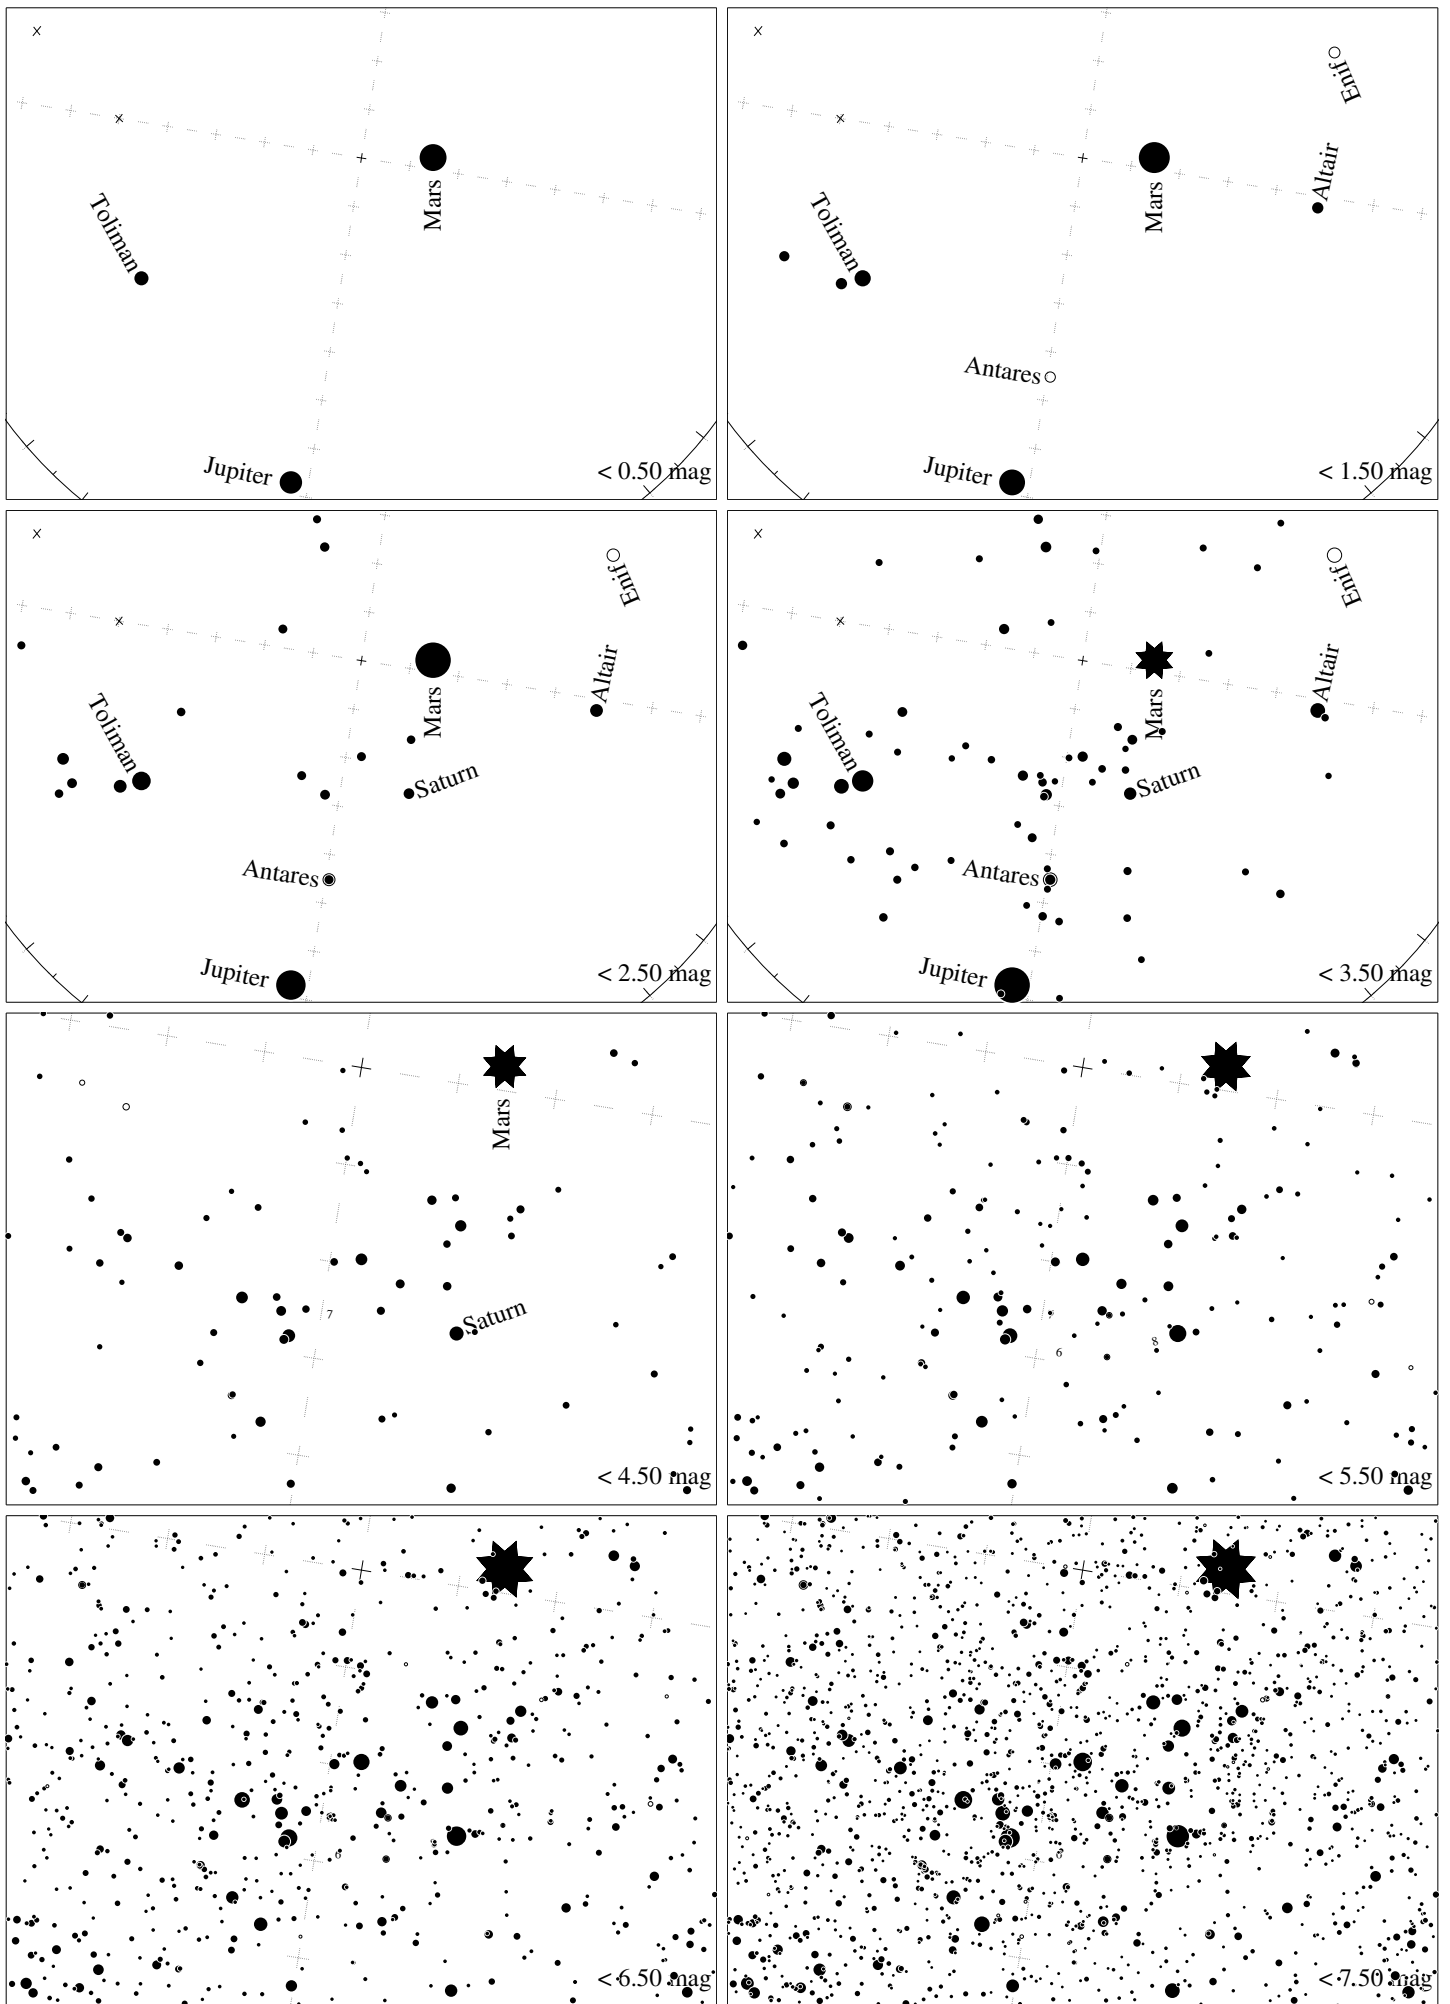 Toliman
Mars
Jupiter
< 0.50 mag
Enif
Altair
Toliman
Mars
Antares
Jupiter
< 1.50 mag
Enif
Altair
Toliman
Mars
Saturn
Antares
Jupiter
< 2.50 mag
Enif
Altair
Toliman
Mars
Saturn
Antares
Jupiter
< 3.50 mag
Mars
7
Saturn
< 4.50 mag
8
6
< 5.50 mag
6
< 6.50 mag
6
< 7.50 mag